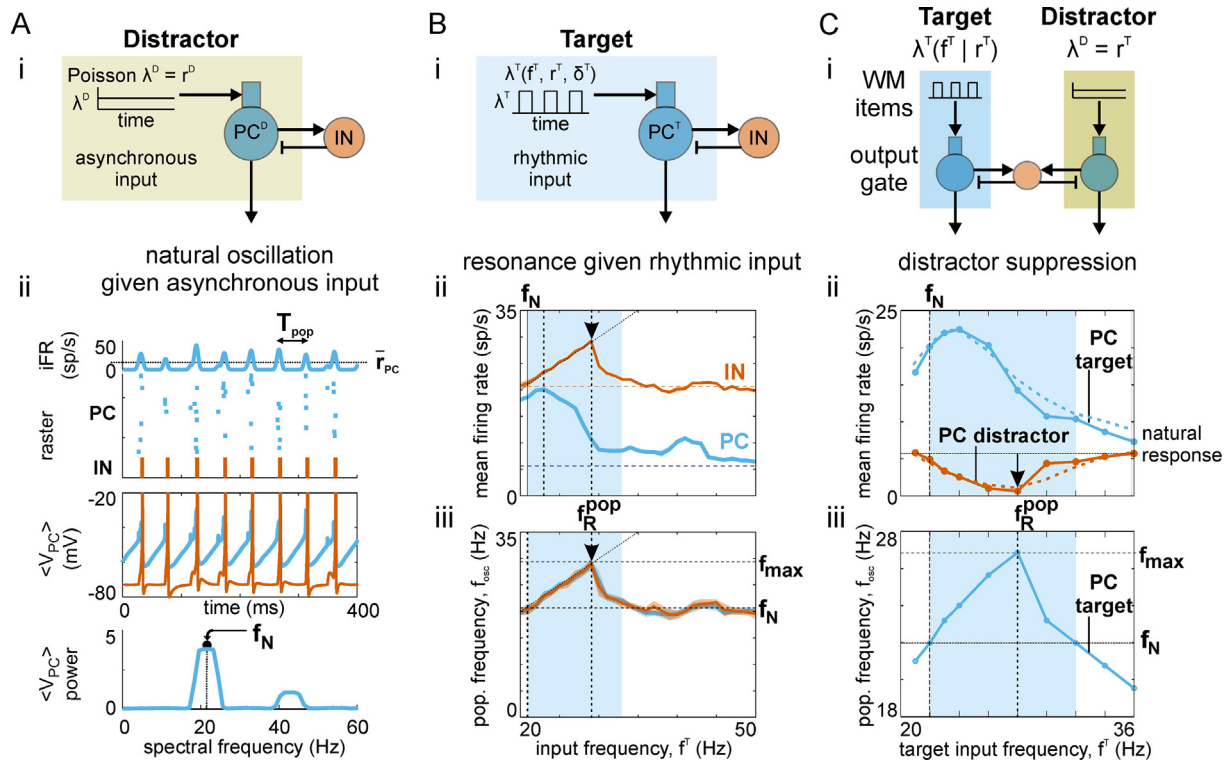 A
Distractor
i
Poisson λᴰ = rᴰ
λᴰ
time
PCᴰ
IN
asynchronous
input
natural oscillation
given asynchronous input
ii
iFR
(sp/s)
50
0
Tpop
r̄PC
raster
PC
IN
<VPC>
(mV)
-20
-80
0
time (ms)
400
<VPC>
power
5
0
fN
0
20
40
60
spectral frequency (Hz)
B
Target
i
λᵀ(fᵀ, rᵀ, δᵀ)
λᵀ
time
PCᵀ
IN
rhythmic
input
resonance given rhythmic input
ii
fN
mean firing rate (sp/s)
35
0
IN
PC
iii
fRpop
pop. frequency, fosc (Hz)
35
0
fmax
fN
20
50
input frequency, fᵀ (Hz)
C
Target
Distractor
λᵀ(fᵀ | rᵀ)
λᴰ = rᵀ
i
WM
items
output
gate
distractor suppression
ii
fN
mean firing rate (sp/s)
25
0
PC
target
PC distractor
natural
response
iii
fRpop
pop. frequency, fosc (Hz)
28
18
fmax
PC
target
fN
20
36
target input frequency, fᵀ (Hz)